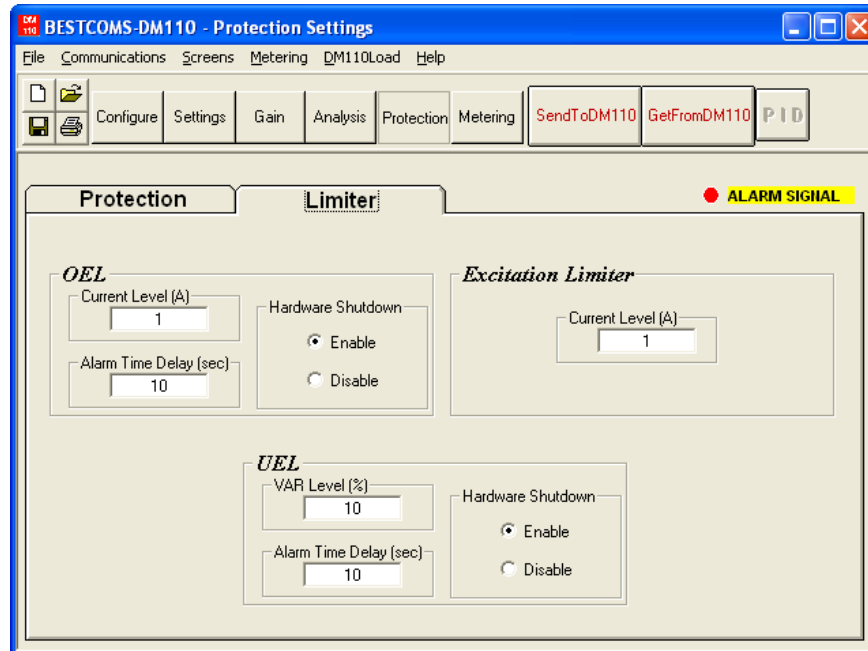 DM 110 BESTCOMS-DM110 - Protection Settings
File Communications Screens Metering DM110Load Help
Configure Settings Gain Analysis Protection Metering SendToDM110 GetFromDM110 PID
Protection Limiter ALARM SIGNAL
OEL
Current Level (A)
1
Alarm Time Delay (sec)
10
Hardware Shutdown
Enable
Disable
Excitation Limiter
Current Level (A)
1
UEL
VAR Level (%)
10
Alarm Time Delay (sec)
10
Hardware Shutdown
Enable
Disable